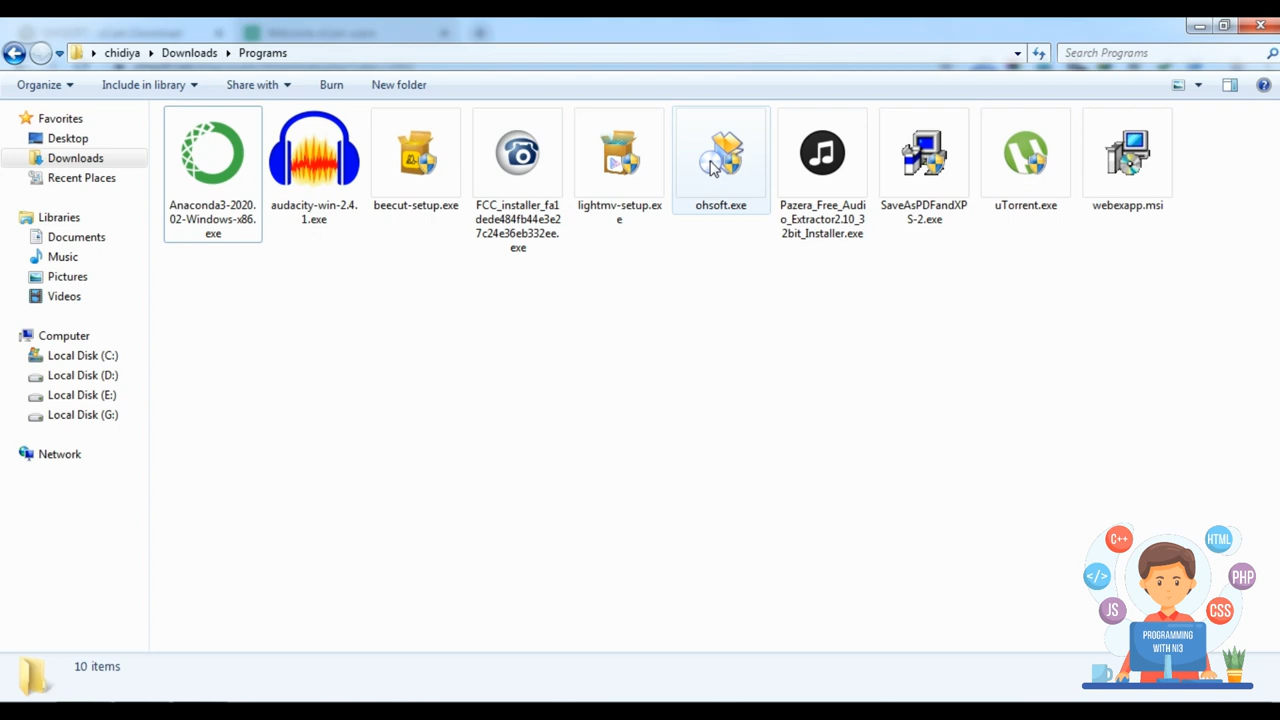 chidiya Downloads Programs
Search Programs
Organize Include in library Share with Burn New folder
Favorites
Desktop
Downloads
Recent Places
Libraries
Documents
Music
Pictures
Videos
Computer
Local Disk (C:)
Local Disk (D:)
Local Disk (E:)
Local Disk (G:)
Network
Anaconda3-2020.
02-Windows-x86.
exe
audacity-win-2.4.
1.exe
beecut-setup.exe
FCC_installer_fa1
dede484fb44e3e2
7c24e36eb332ee.
exe
lightmv-setup.ex
e
ohsoft.exe
Pazera_Free_Audi
o_Extractor2.10_3
2bit_Installer.exe
SaveAsPDFandXP
S-2.exe
uTorrent.exe
webexapp.msi
10 items
C++
HTML
</>
PHP
JS
CSS
PROGRAMMING
WITH NI3